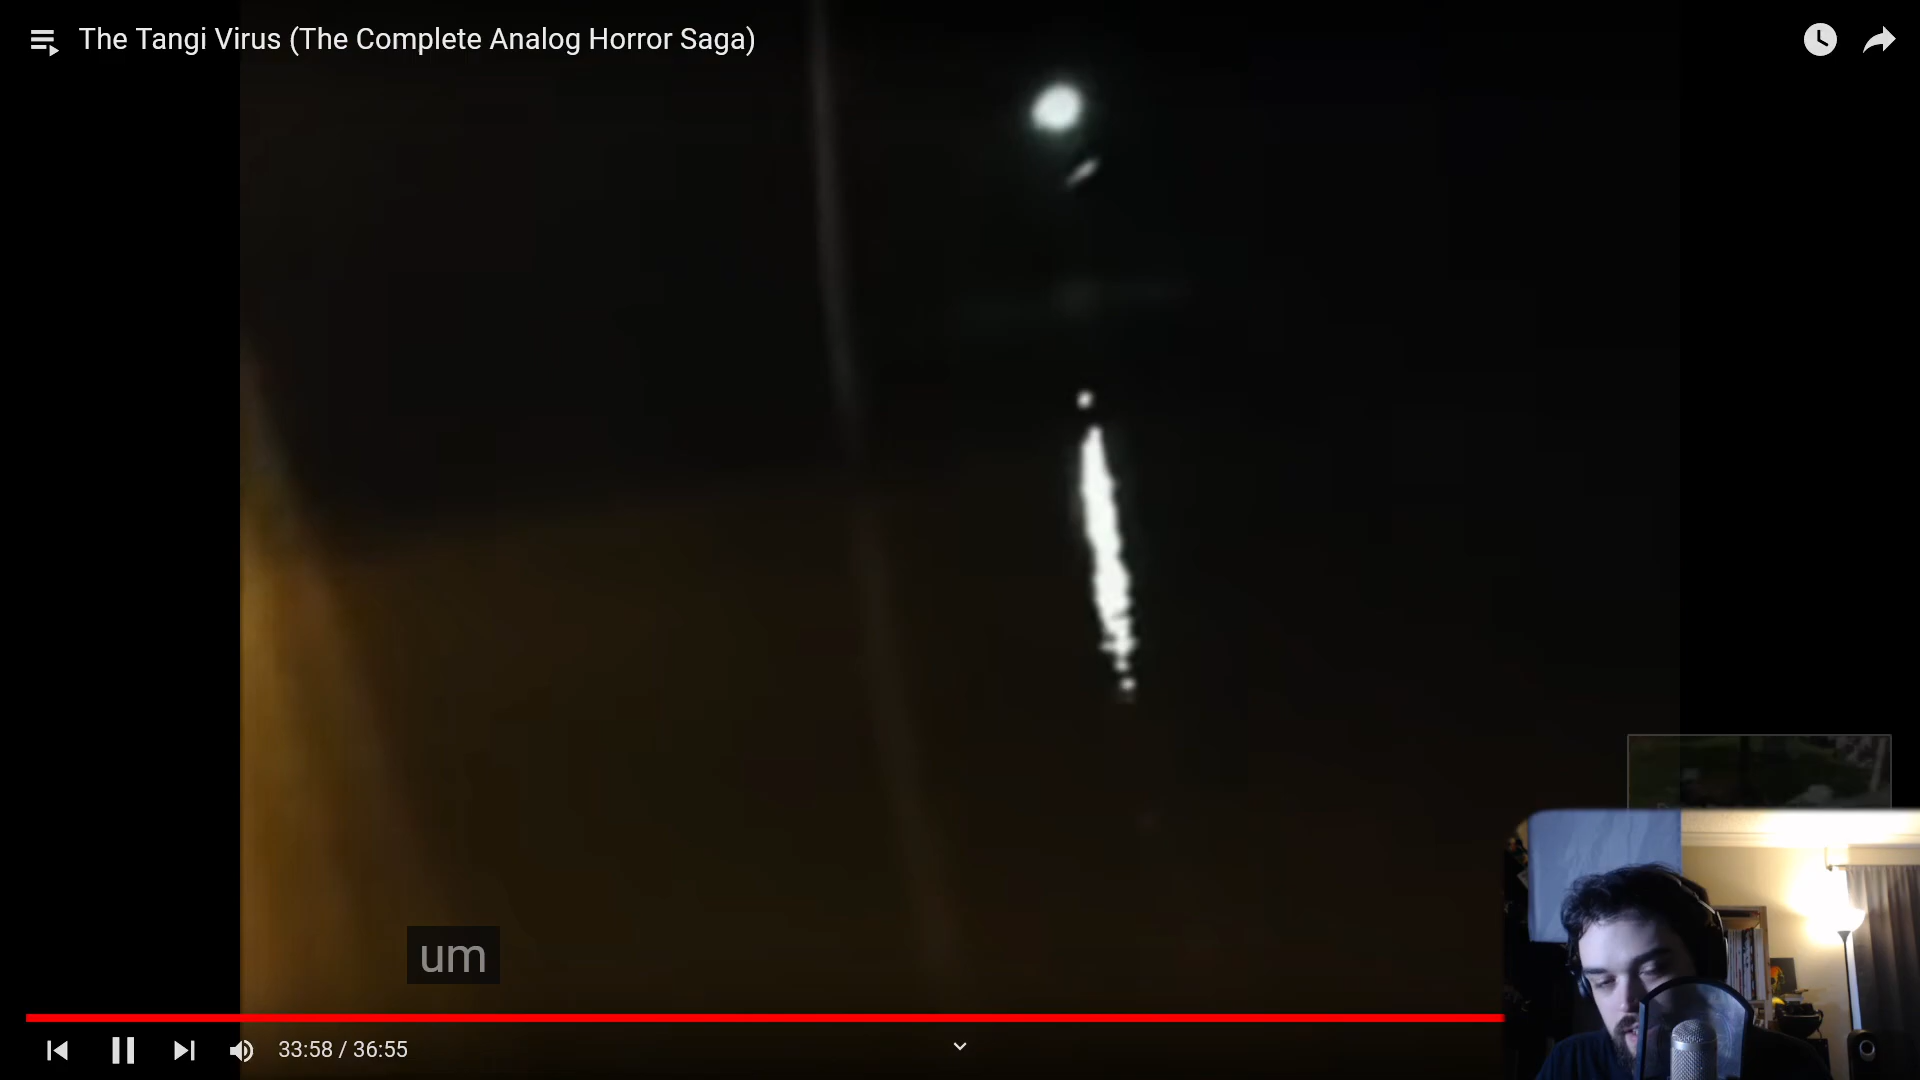 The Tangi Virus (The Complete Analog Horror Saga)
um
33:58 / 36:55